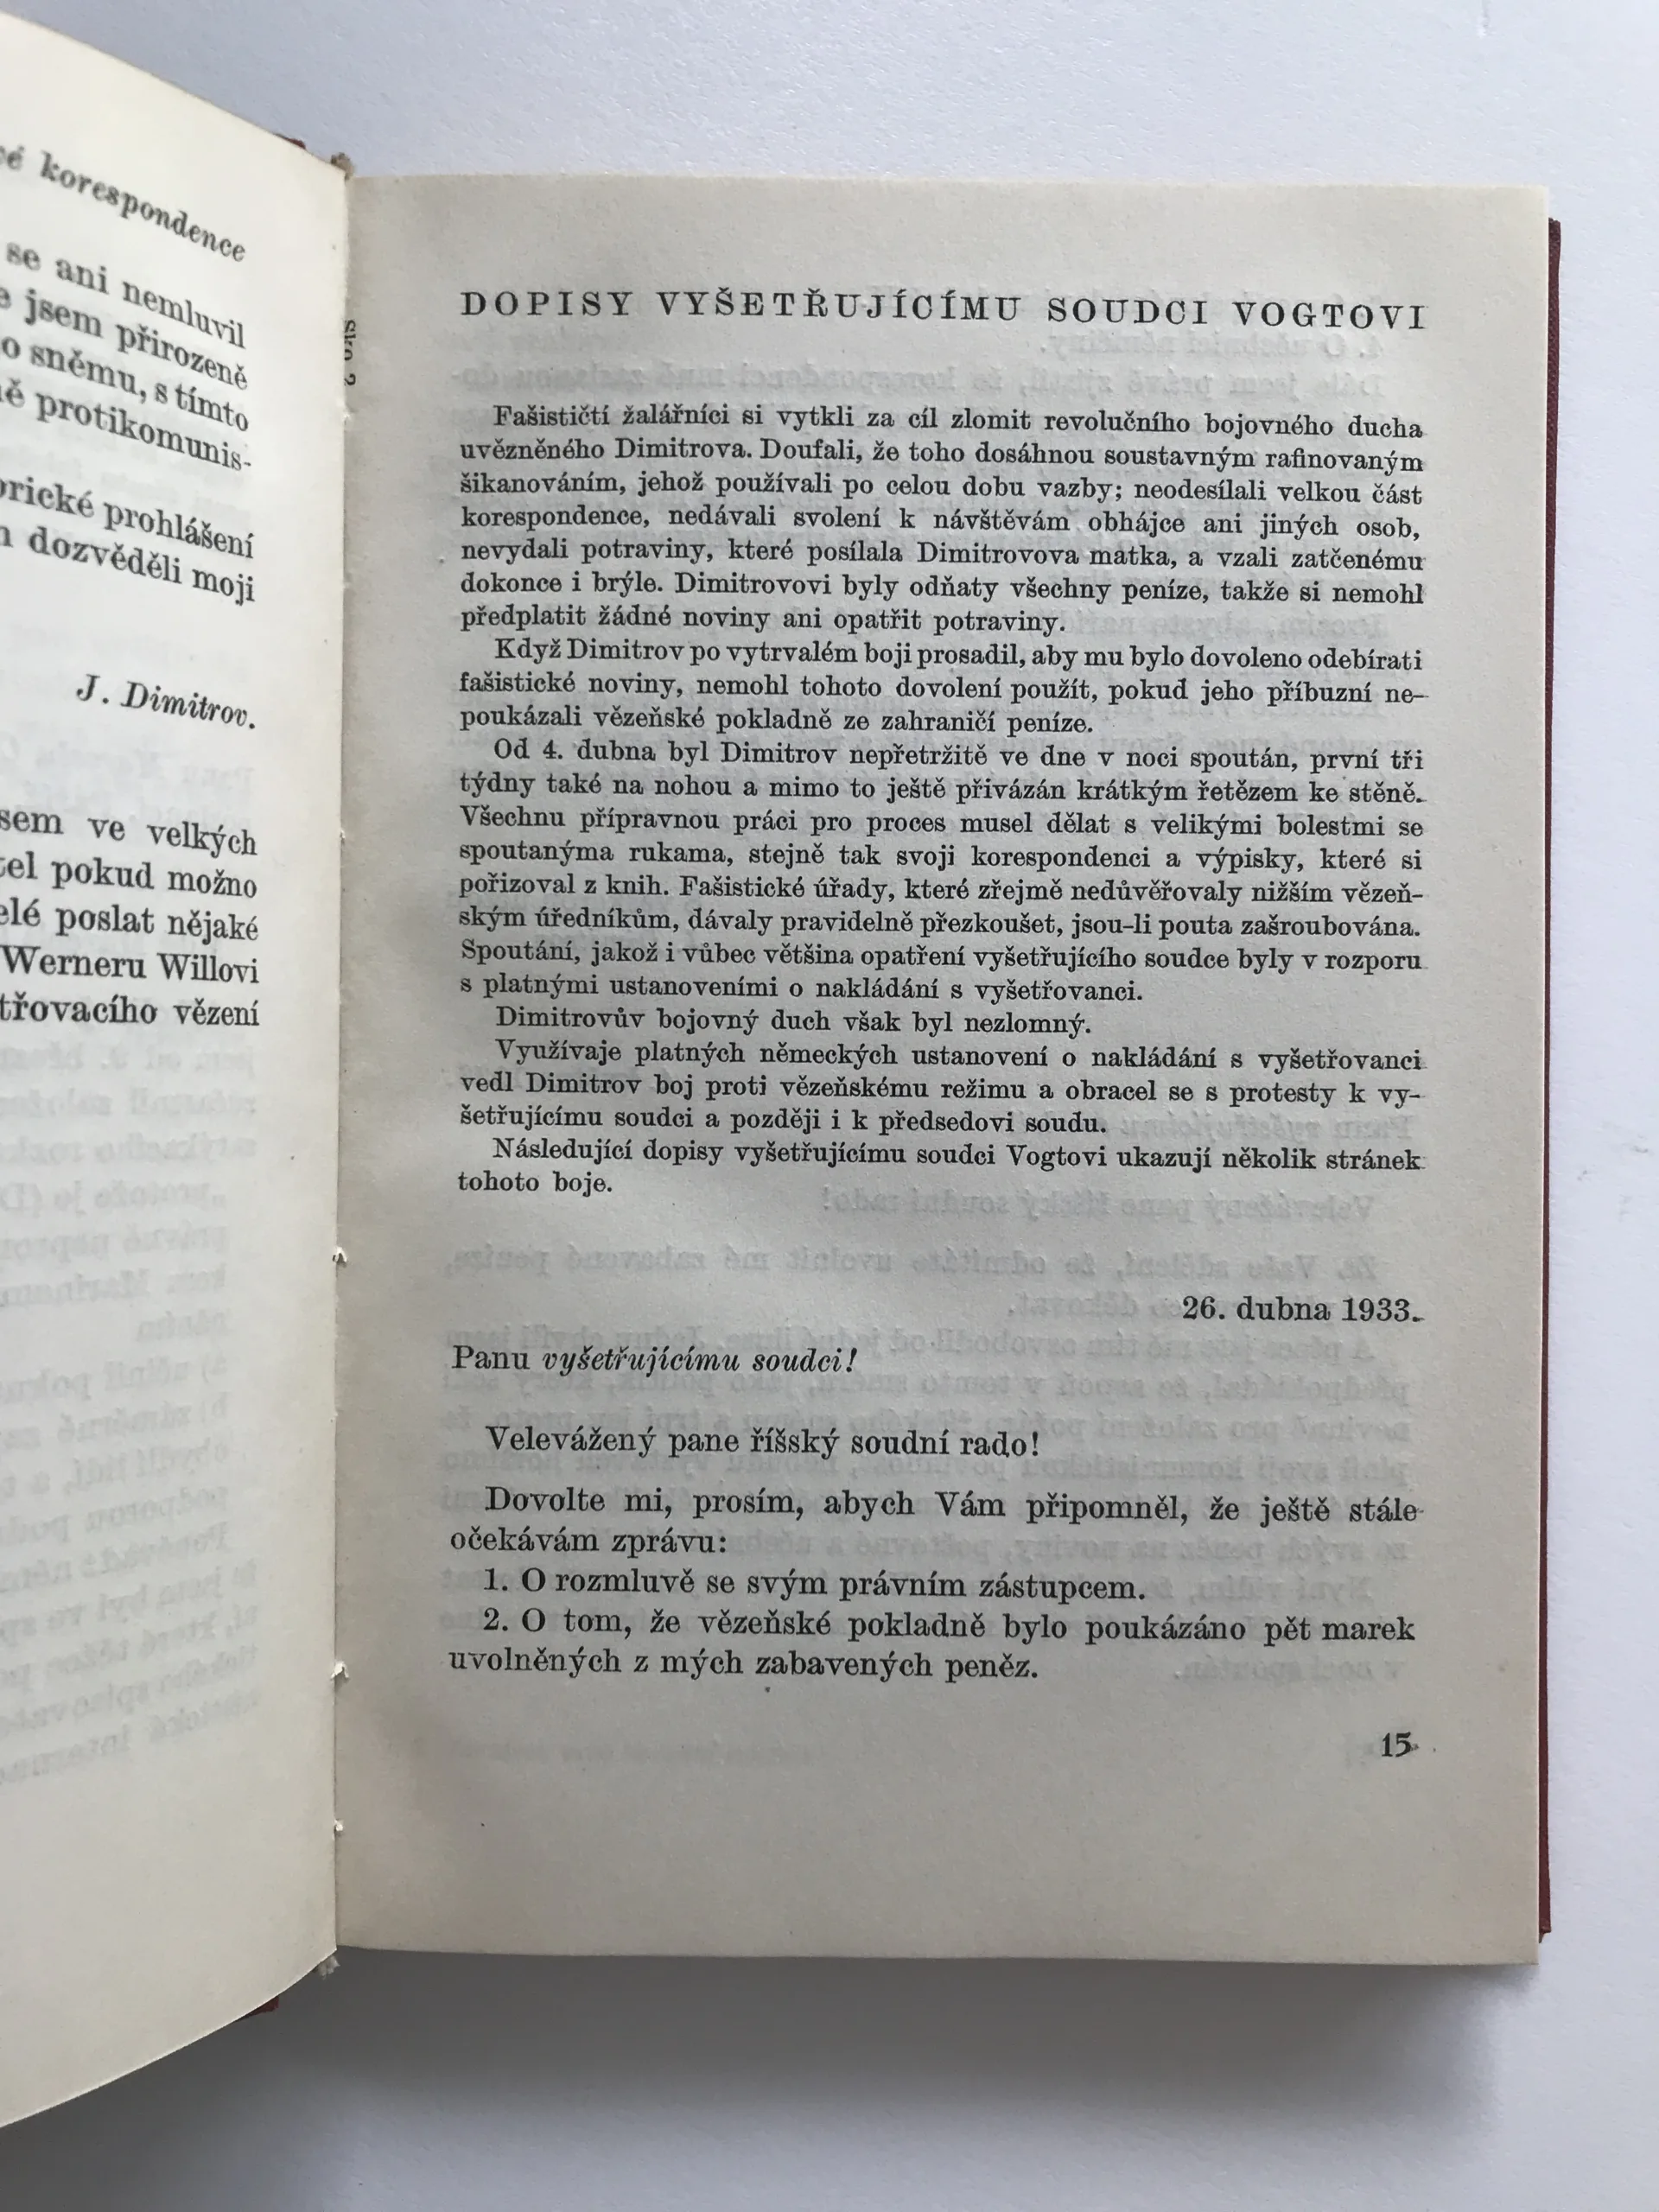 korespondence
se ani nemluvil
jsem přirozeně
sněmu, s tímto
protikomunis-
prohlášení
dozvěděli moji
J. Dimitrov.
ve velkých
pokud možno
poslat nějaké
Werneru Willovi
vězení
DOPISY VYŠETŘUJÍCÍMU SOUDCI VOGTOVI
Fašističtí žalářníci si vytkli za cíl zlomit revolučního bojovného ducha
uvězněného Dimitrova. Doufali, že toho dosáhnou soustavným rafinovaným
šikanováním, jehož používali po celou dobu vazby; neodesílali velkou část
korespondence, nedávali svolení k návštěvám obhájce ani jiných osob,
nevydali potraviny, které posílala Dimitrovova matka, a vzali zatčenému
dokonce i brýle. Dimitrovovi byly odňaty všechny peníze, takže si nemohl
předplatit žádné noviny ani opatřit potraviny.
Když Dimitrov po vytrvalém boji prosadil, aby mu bylo dovoleno odebírati
fašistické noviny, nemohl tohoto dovolení použít, pokud jeho příbuzní ne-
poukázali vězeňské pokladně ze zahraničí peníze.
Od 4. dubna byl Dimitrov nepřetržitě ve dne v noci spoután, první tři
týdny také na nohou a mimo to ještě přivázán krátkým řetězem ke stěně.
Všechnu přípravnou práci pro proces musel dělat s velikými bolestmi se
spoutanýma rukama, stejně tak svoji korespondenci a výpisky, které si
pořizoval z knih. Fašistické úřady, které zřejmě nedůvěřovaly nižším vězeň-
ským úředníkům, dávaly pravidelně přezkoušet, jsou-li pouta zašroubována.
Spoutání, jakož i vůbec většina opatření vyšetřujícího soudce byly v rozporu
s platnými ustanoveními o nakládání s vyšetřovanci.
Dimitrovův bojovný duch však byl nezlomný.
Využívaje platných německých ustanovení o nakládání s vyšetřovanci
vedl Dimitrov boj proti vězeňskému režimu a obracel se s protesty k vy-
šetřujícímu soudci a později i k předsedovi soudu.
Následující dopisy vyšetřujícímu soudci Vogtovi ukazují několik stránek
tohoto boje.
26. dubna 1933.
Panu vyšetřujícímu soudci!
Velevážený pane říšský soudní rado!
Dovolte mi, prosím, abych Vám připomněl, že ještě stále
očekávám zprávu:
1. O rozmluvě se svým právním zástupcem.
2. O tom, že vězeňské pokladně bylo poukázáno pět marek
uvolněných z mých zabavených peněz.
15